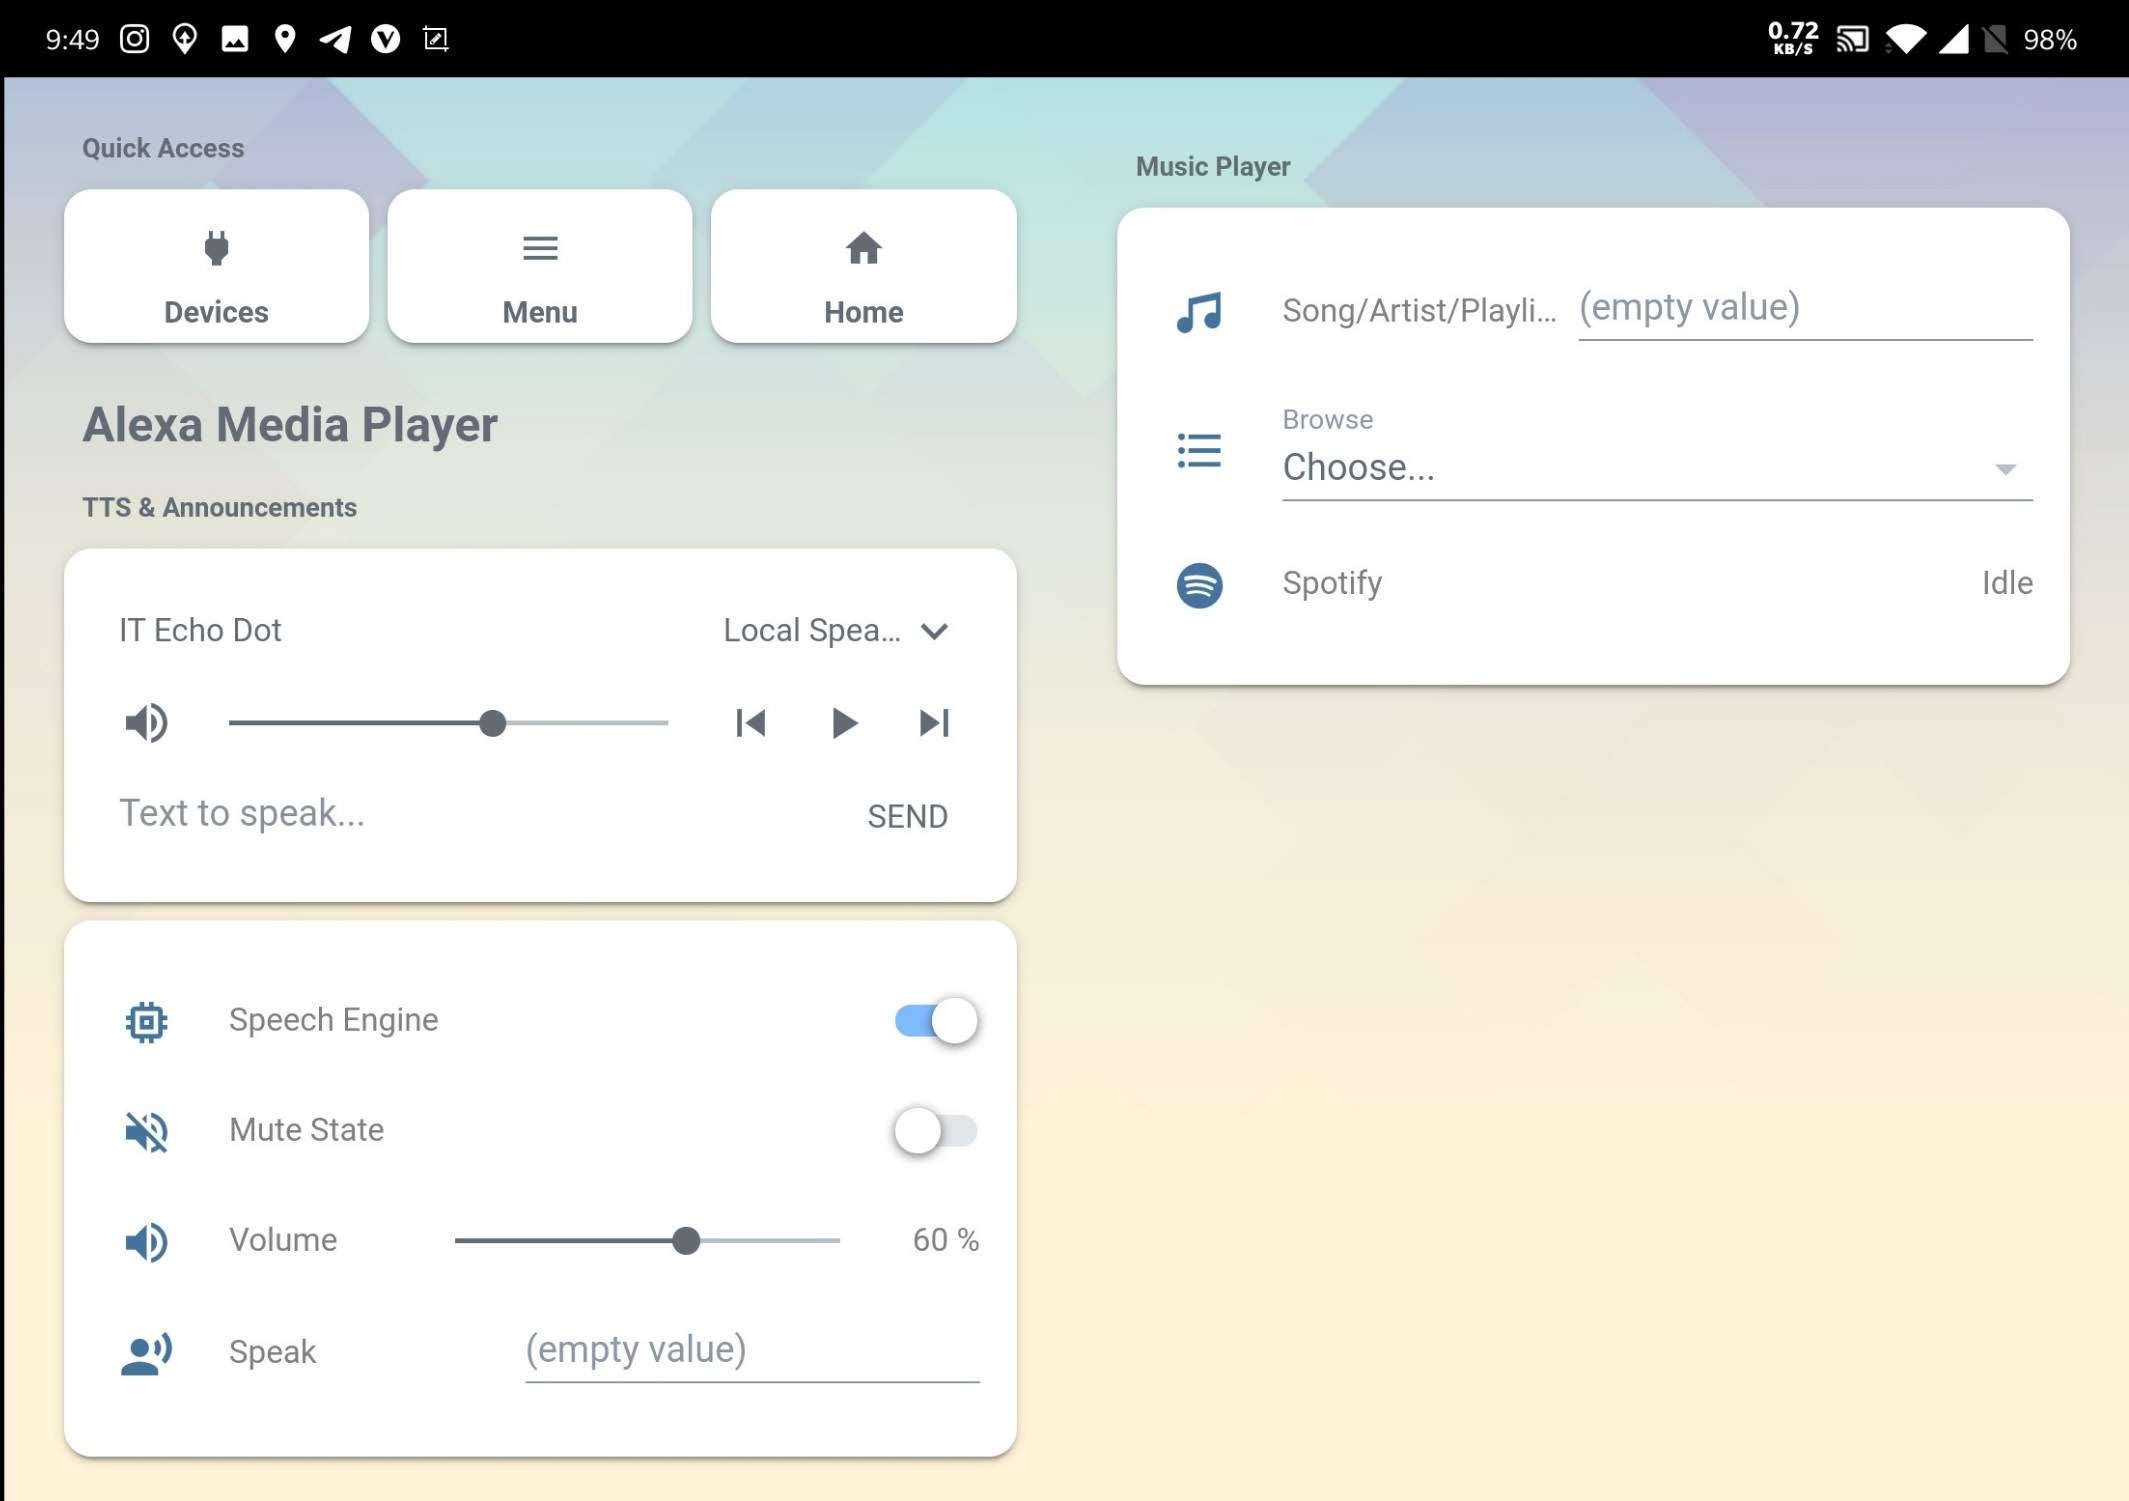 9:49
0.72
KB/S
98%
Quick Access
Devices
Menu
Home
Alexa Media Player
TTS & Announcements
IT Echo Dot
Local Spea...
Text to speak...
SEND
Speech Engine
Mute State
Volume
60 %
Speak
(empty value)
Music Player
Song/Artist/Playli...
(empty value)
Browse
Choose...
Spotify
Idle